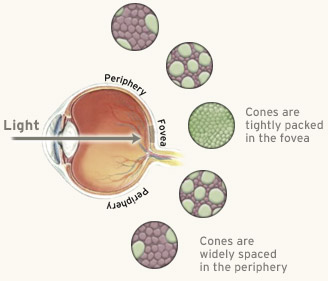 Periphery
Light
Fovea
Cones are
tightly packed
in the fovea
Periphery
Cones are
widely spaced
in the periphery